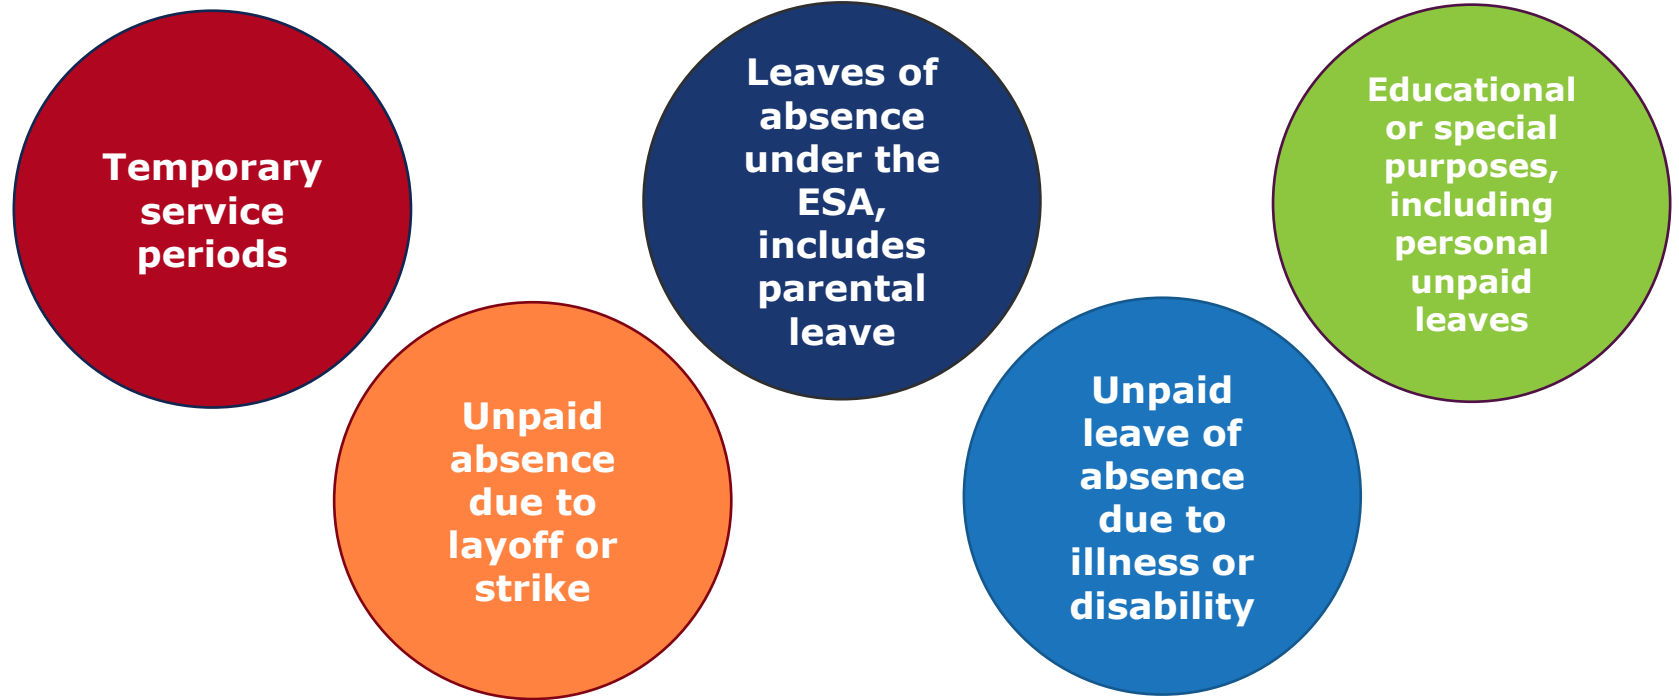 Temporary
service
periods
Unpaid
absence
due to
layoff or
strike
Leaves of
absence
under the
ESA,
includes
parental
leave
Unpaid
leave of
absence
due to
illness or
disability
Educational
or special
purposes,
including
personal
unpaid
leaves